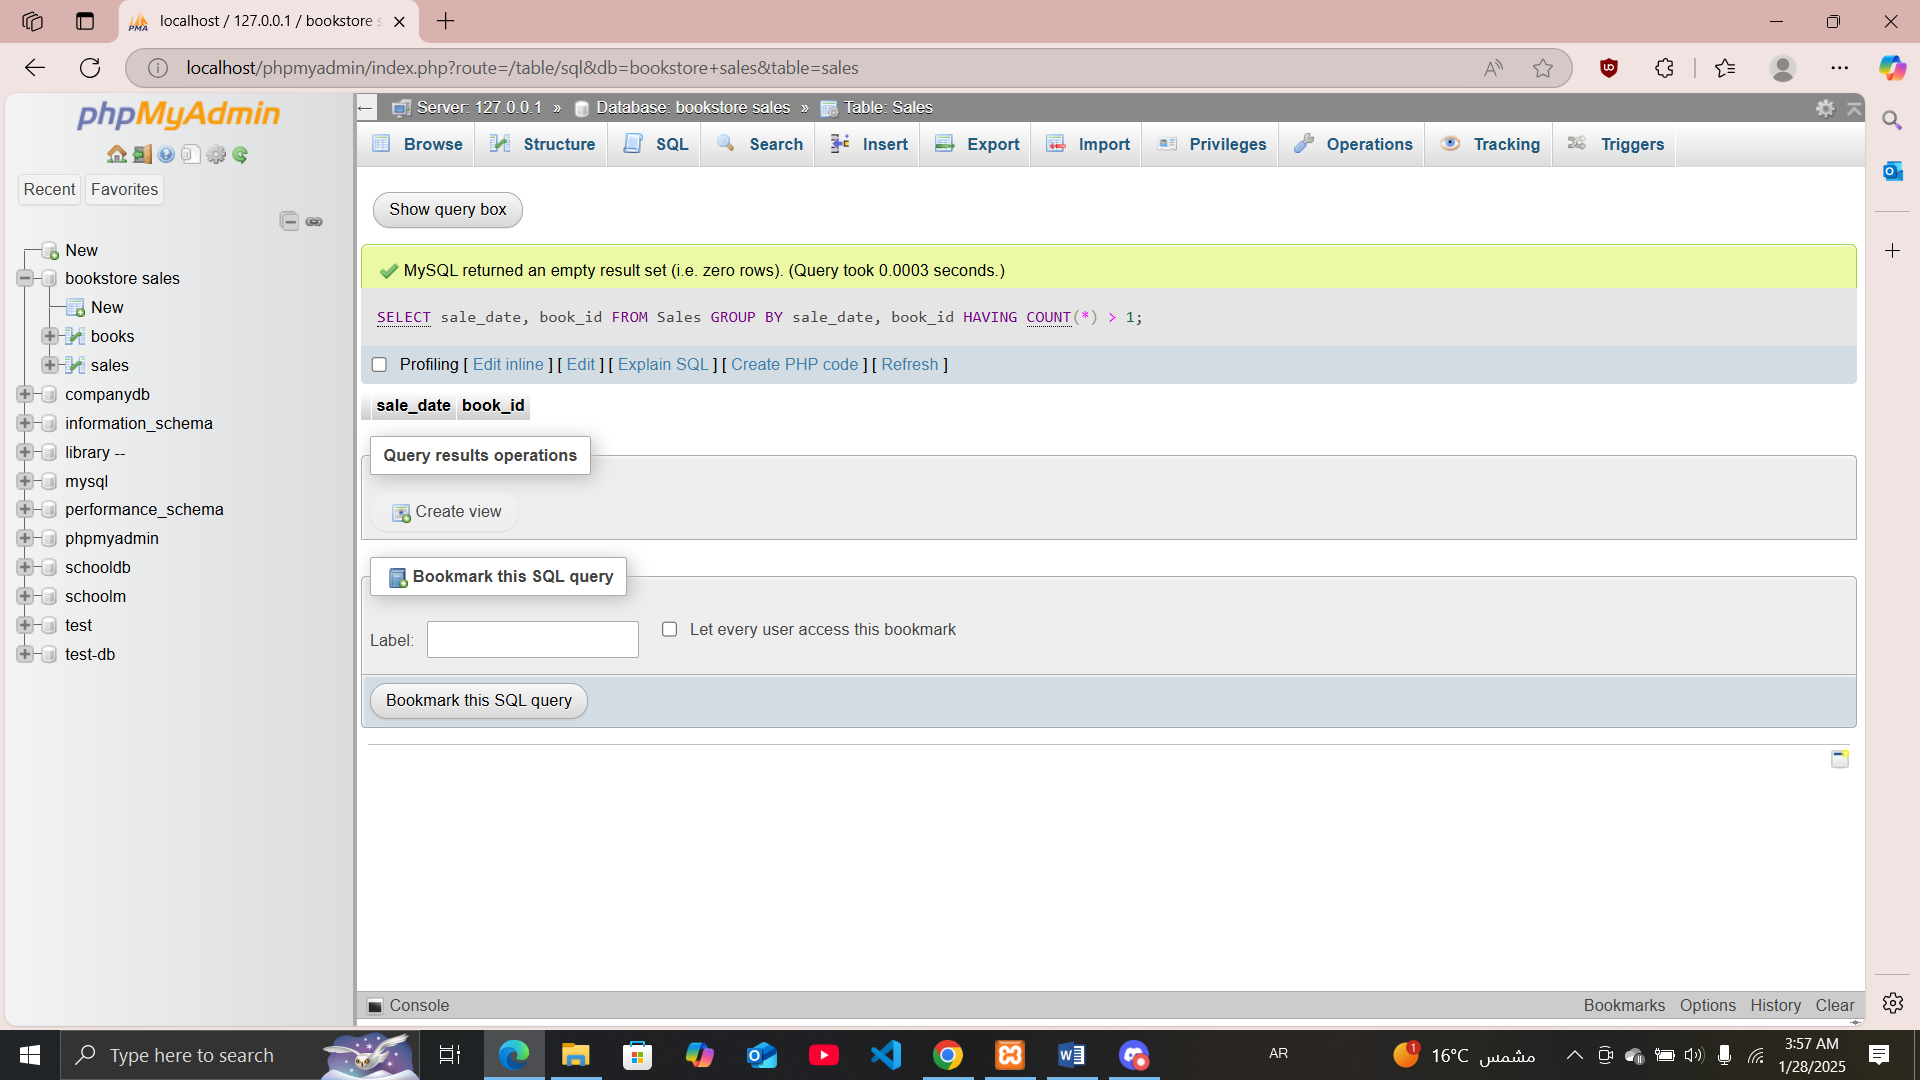 localhost / 127.0.0.1 / bookstore s
localhost/phpmyadmin/index.php?route=/table/sql&db=bookstore+sales&table=sales
phpMyAdmin
Recent
Favorites
New
bookstore sales
New
books
sales
companydb
information_schema
library --
mysql
performance_schema
phpmyadmin
schooldb
schoolm
test
test-db
Server: 127.0.0.1 » Database: bookstore sales » Table: Sales
Browse Structure SQL Search Insert Export Import Privileges Operations Tracking Triggers
Show query box
MySQL returned an empty result set (i.e. zero rows). (Query took 0.0003 seconds.)
SELECT sale_date, book_id FROM Sales GROUP BY sale_date, book_id HAVING COUNT(*) > 1;
Profiling [ Edit inline ] [ Edit ] [ Explain SQL ] [ Create PHP code ] [ Refresh ]
sale_date book_id
Query results operations
Create view
Bookmark this SQL query
Label:
Let every user access this bookmark
Bookmark this SQL query
Console
Bookmarks Options History Clear
Type here to search
AR
1
16°C مشمس
3:57 AM
1/28/2025